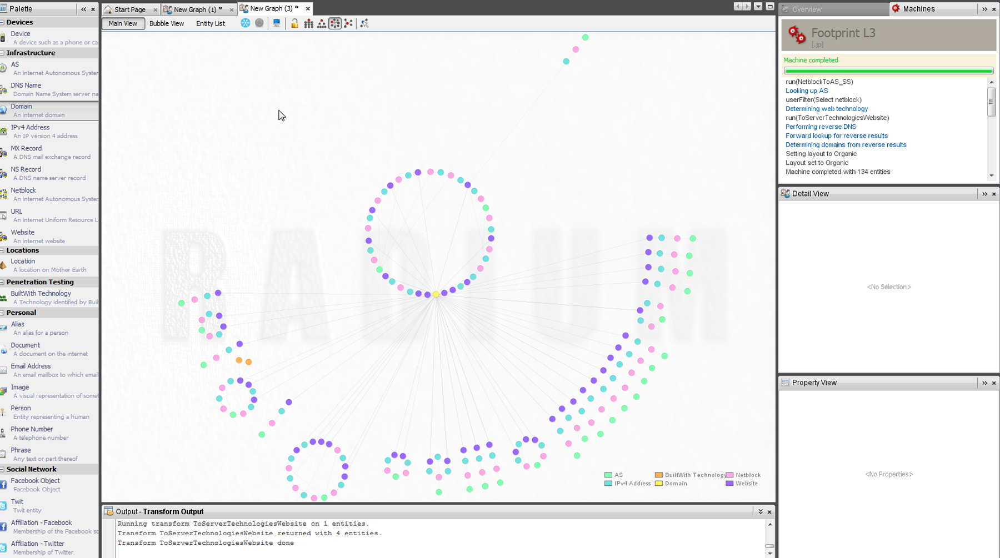 Palette
Devices
Device
A device such as a phone or ca
Infrastructure
AS
An internet Autonomous System
DNS Name
Domain Name System server na
Domain
An internet domain
IPv4 Address
An IP version 4 address
MX Record
A DNS mail exchange record
NS Record
A DNS name server record
Netblock
An internet Autonomous System
URL
An internet Uniform Resource L
Website
An internet website
Locations
Location
A location on Mother Earth
Penetration Testing
BuiltWith Technology
A Technology identified by Buil
Personal
Alias
An alias for a person
Document
A document on the internet
Email Address
An email mailbox to which email
Image
A visual representation of somet
Person
Entity representing a human
Phone Number
A telephone number
Phrase
Any text or part thereof
Social Network
Facebook Object
Facebook Object
Twit
Twit entity
Affiliation - Facebook
Membership of the Facebook so
Affiliation - Twitter
Membership of Twitter
Start Page
New Graph (1) *
New Graph (3) *
Main View
Bubble View
Entity List
AS
BuiltWith Technology
Netblock
IPv4 Address
Domain
Website
Output - Transform Output
Running transform ToServerTechnologiesWebsite on 1 entities.
Transform ToServerTechnologiesWebsite returned with 4 entities.
Transform ToServerTechnologiesWebsite done
Overview
Machines
Footprint L3
[.jp]
Machine completed
run(NetblockToAS_SS)
Looking up AS
userFilter(Select netblock)
Determining web technology
run(ToServerTechnologiesWebsite)
Performing reverse DNS
Forward lookup for reverse results
Determining domains from reverse results
Setting layout to Organic
Layout set to Organic
Machine completed with 134 entities
Detail View
<No Selection>
Property View
<No Properties>